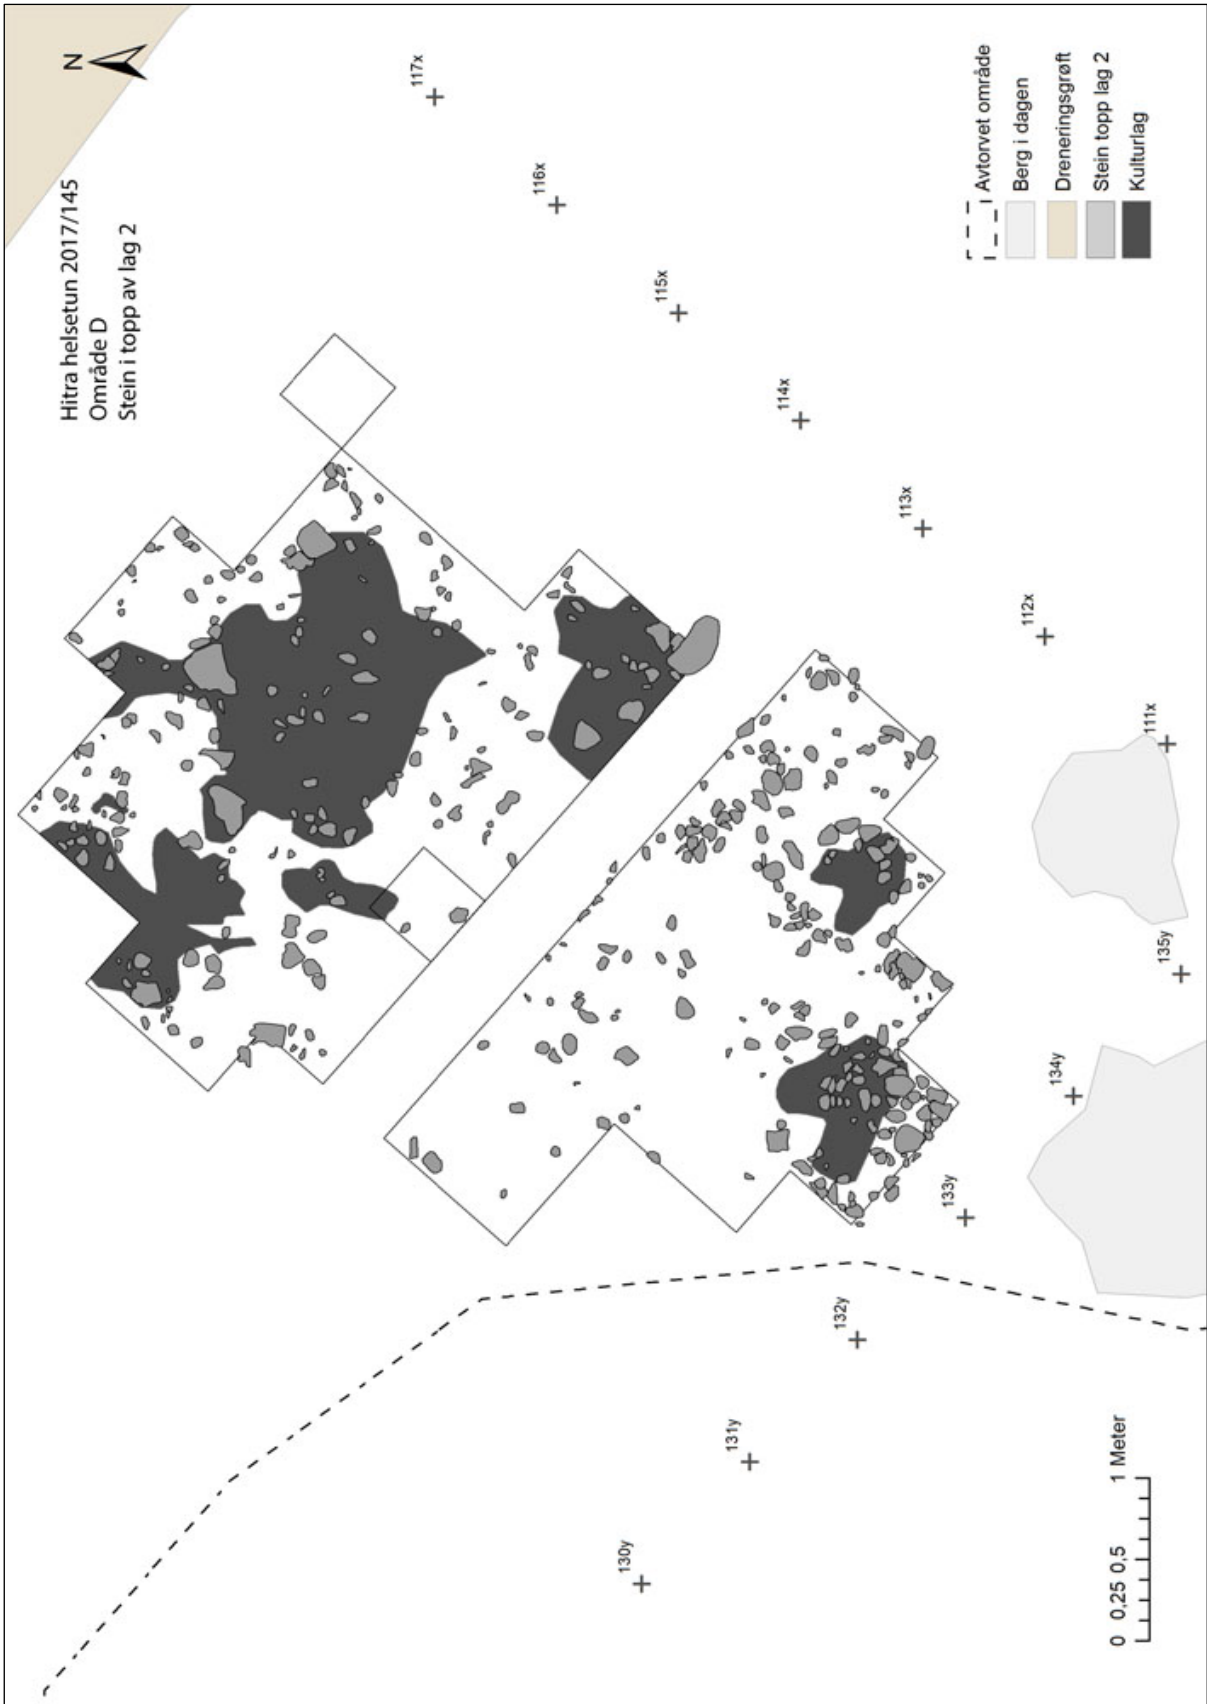 N
Hitra helsetun 2017/145
Område D
Stein i topp av lag 2
117x
116x
115x
114x
113x
112x
111x
135y
134y
133y
132y
131y
130y
Avtorvet område
Berg i dagen
Dreneringsgrøft
Stein topp lag 2
Kulturlag
0 0,25 0,5 1 Meter